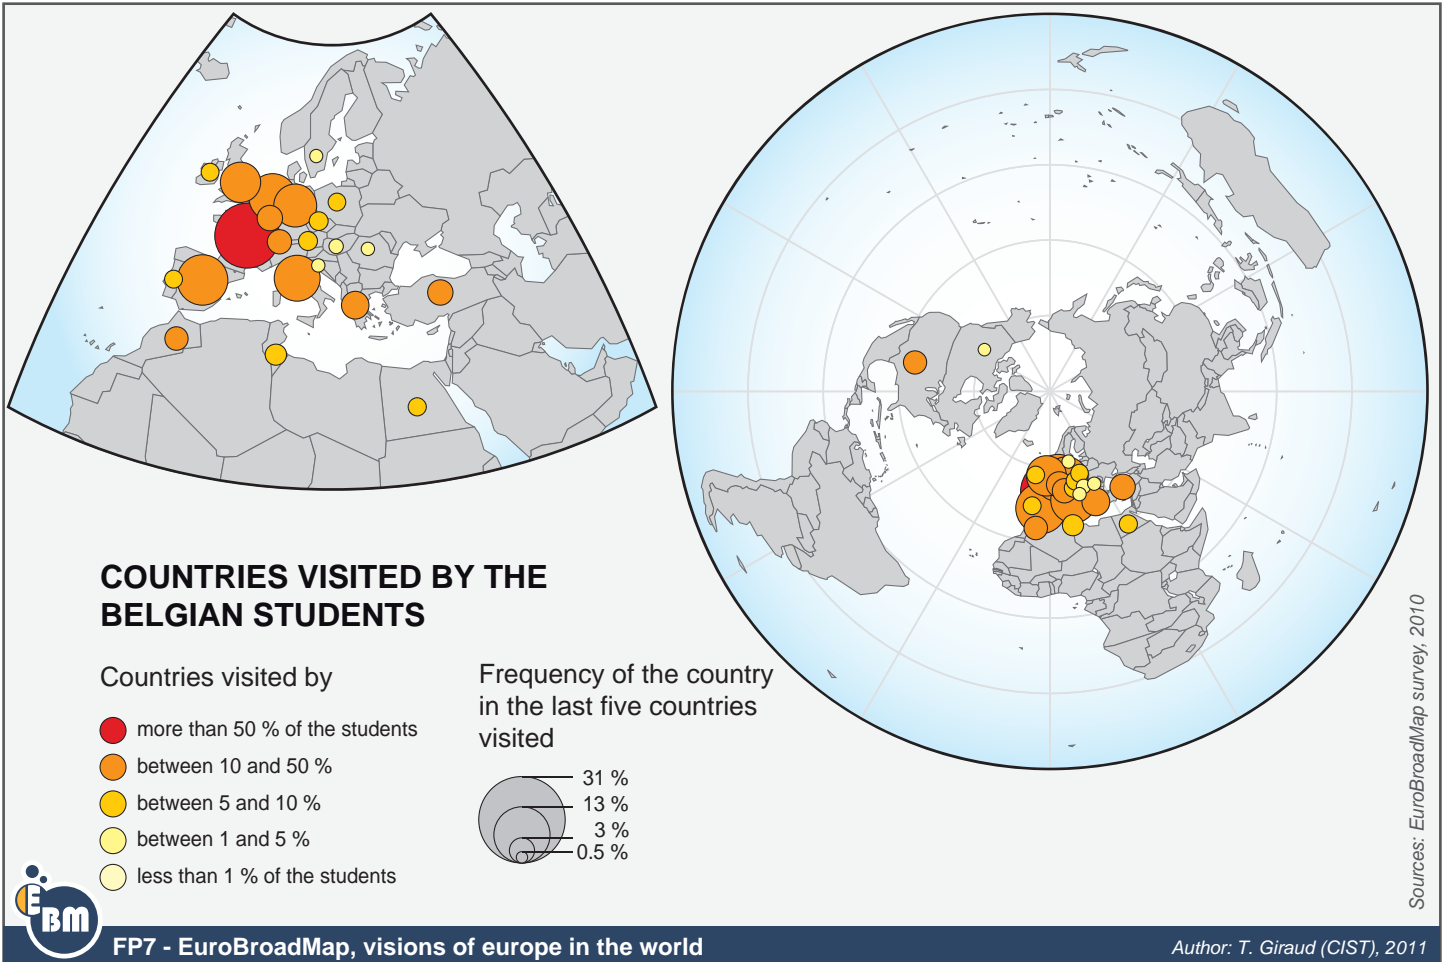 COUNTRIES VISITED BY THE
BELGIAN STUDENTS
Countries visited by
more than 50 % of the students
between 10 and 50 %
between 5 and 10 %
between 1 and 5 %
less than 1 % of the students
Frequency of the country
in the last five countries
visited
31 %
13 %
3 %
0.5 %
Sources: EuroBroadMap survey, 2010
EBM
FP7 - EuroBroadMap, visions of europe in the world
Author: T. Giraud (CIST), 2011